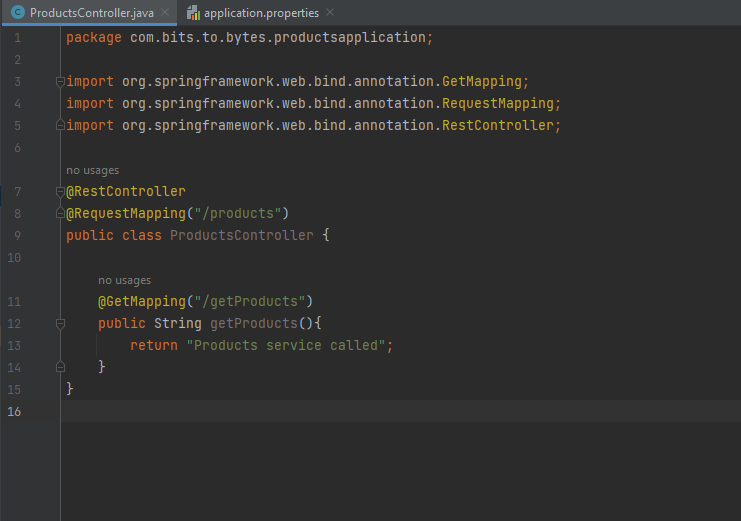 ProductsController.java application.properties
1 package com.bits.to.bytes.productsapplication;
2
3 import org.springframework.web.bind.annotation.GetMapping;
4 import org.springframework.web.bind.annotation.RequestMapping;
5 import org.springframework.web.bind.annotation.RestController;
6
no usages
7 @RestController
8 @RequestMapping("/products")
9 public class ProductsController {
10
no usages
11 @GetMapping("/getProducts")
12 public String getProducts(){
13 return "Products service called";
14 }
15 }
16